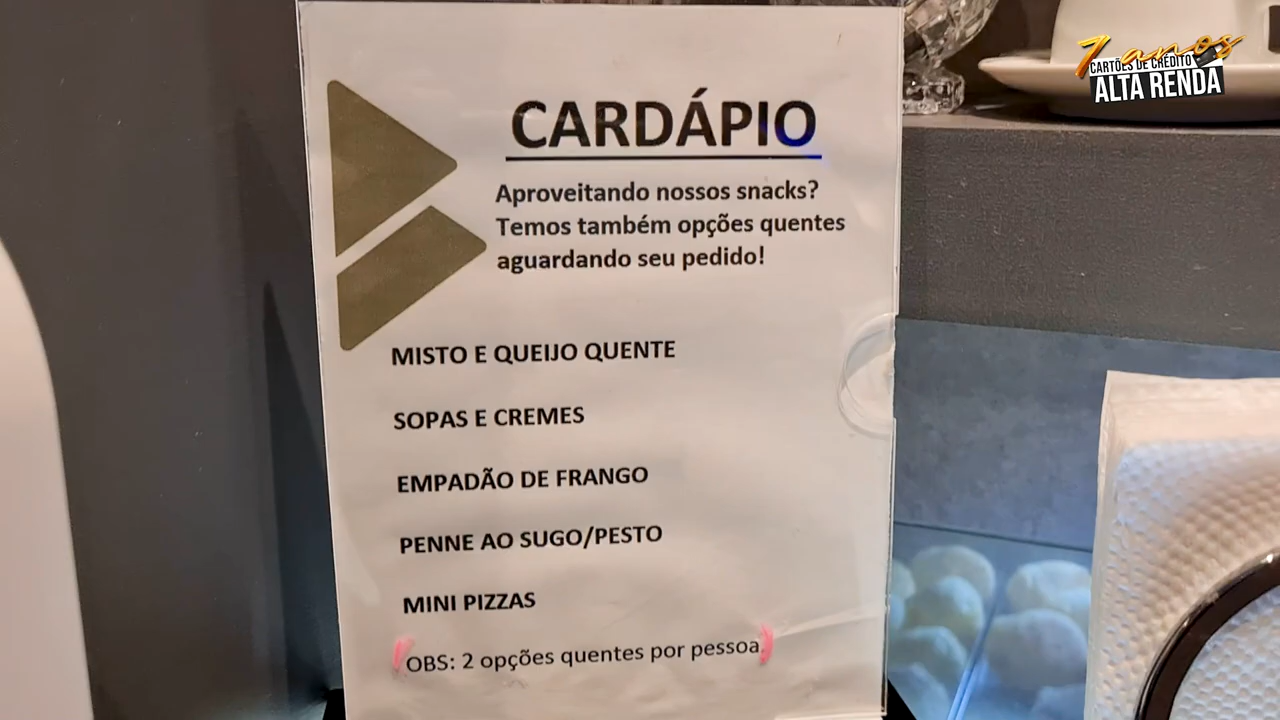 7 anos
CARTÕES DE CRÉDITO
ALTA RENDA
CARDÁPIO
Aproveitando nossos snacks?
Temos também opções quentes
aguardando seu pedido!
MISTO E QUEIJO QUENTE
SOPAS E CREMES
EMPADÃO DE FRANGO
PENNE AO SUGO/PESTO
MINI PIZZAS
OBS: 2 opções quentes por pessoa.